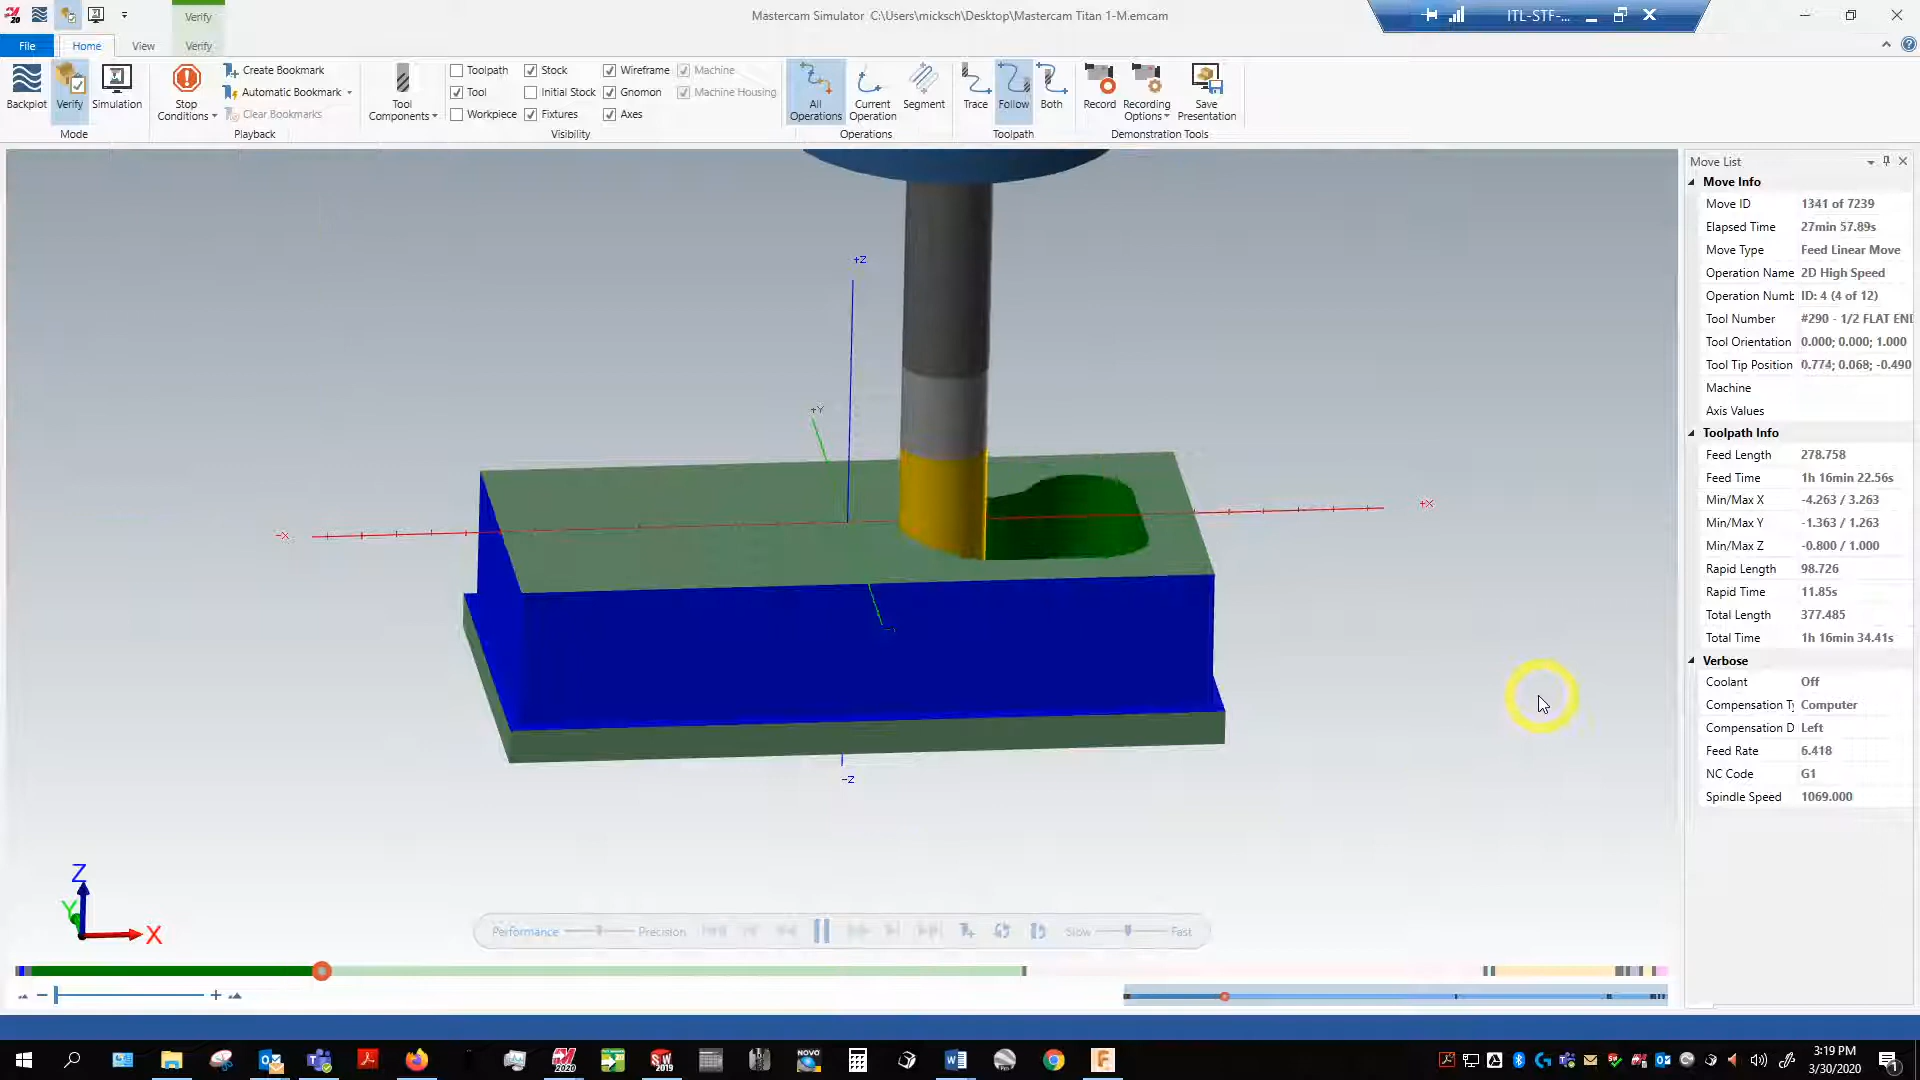 Verify
Mastercam Simulator  C:\Users\micksch\Desktop\Mastercam Titan 1-M.emcam
ITL-STF-...
File
Home
View
Verify
Backplot
Verify
Simulation
Mode
Stop
Conditions
Create Bookmark
Automatic Bookmark
Clear Bookmarks
Playback
Tool
Components
Toolpath
Tool
Workpiece
Stock
Initial Stock
Fixtures
Wireframe
Gnomon
Axes
Machine
Machine Housing
Visibility
All
Operations
Current
Operation
Segment
Operations
Trace
Follow
Both
Toolpath
Record
Recording
Options
Save
Presentation
Demonstration Tools
+Z
+Y
-X
+X
-Z
Z
Y
X
Performance
Precision
Slow
Fast
Move List
Move Info
Move ID 1341 of 7239
Elapsed Time 27min 57.89s
Move Type Feed Linear Move
Operation Name 2D High Speed
Operation Numb ID: 4 (4 of 12)
Tool Number #290 - 1/2 FLAT END
Tool Orientation 0.000; 0.000; 1.000
Tool Tip Position 0.774; 0.068; -0.490
Machine
Axis Values
Toolpath Info
Feed Length 278.758
Feed Time 1h 16min 22.56s
Min/Max X -4.263 / 3.263
Min/Max Y -1.363 / 1.263
Min/Max Z -0.800 / 1.000
Rapid Length 98.726
Rapid Time 11.85s
Total Length 377.485
Total Time 1h 16min 34.41s
Verbose
Coolant Off
Compensation Ty Computer
Compensation D Left
Feed Rate 6.418
NC Code G1
Spindle Speed 1069.000
2020
SW
2019
NOVO
3:19 PM
3/30/2020